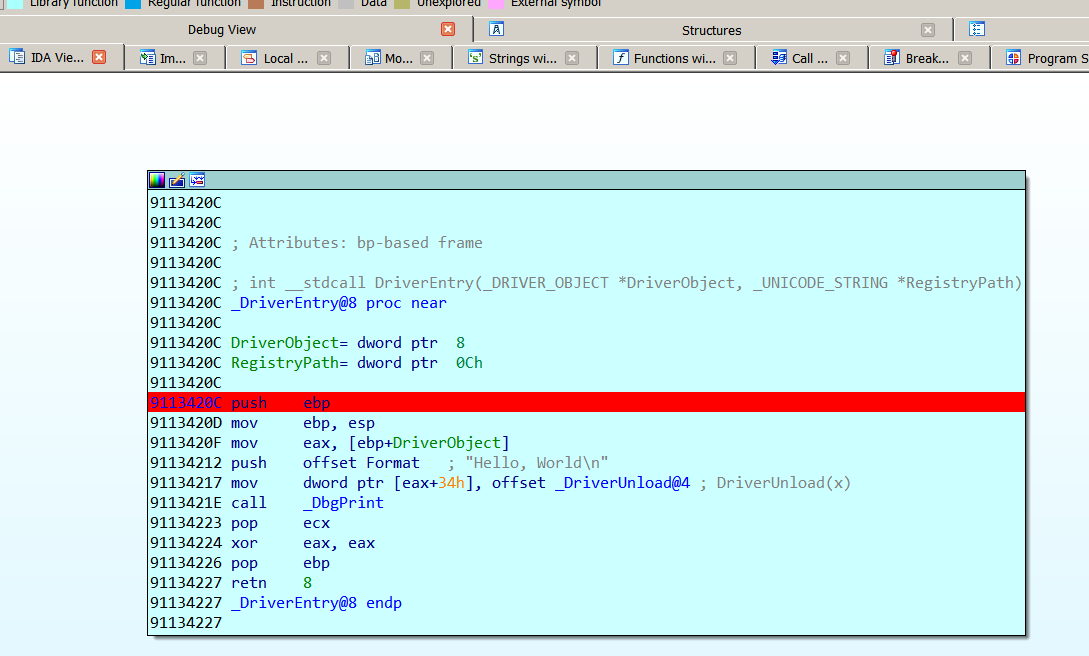 Library function Regular function Instruction Data Unexplored External symbol
Debug View Structures
IDA Vie... Im... Local ... Mo... Strings wi... Functions wi... Call ... Break... Program S
9113420C
9113420C
9113420C ; Attributes: bp-based frame
9113420C
9113420C ; int __stdcall DriverEntry(_DRIVER_OBJECT *DriverObject, _UNICODE_STRING *RegistryPath)
9113420C _DriverEntry@8 proc near
9113420C
9113420C DriverObject= dword ptr  8
9113420C RegistryPath= dword ptr  0Ch
9113420C
9113420C push    ebp
9113420D mov     ebp, esp
9113420F mov     eax, [ebp+DriverObject]
91134212 push    offset Format   ; "Hello, World\n"
91134217 mov     dword ptr [eax+34h], offset _DriverUnload@4 ; DriverUnload(x)
9113421E call    _DbgPrint
91134223 pop     ecx
91134224 xor     eax, eax
91134226 pop     ebp
91134227 retn    8
91134227 _DriverEntry@8 endp
91134227